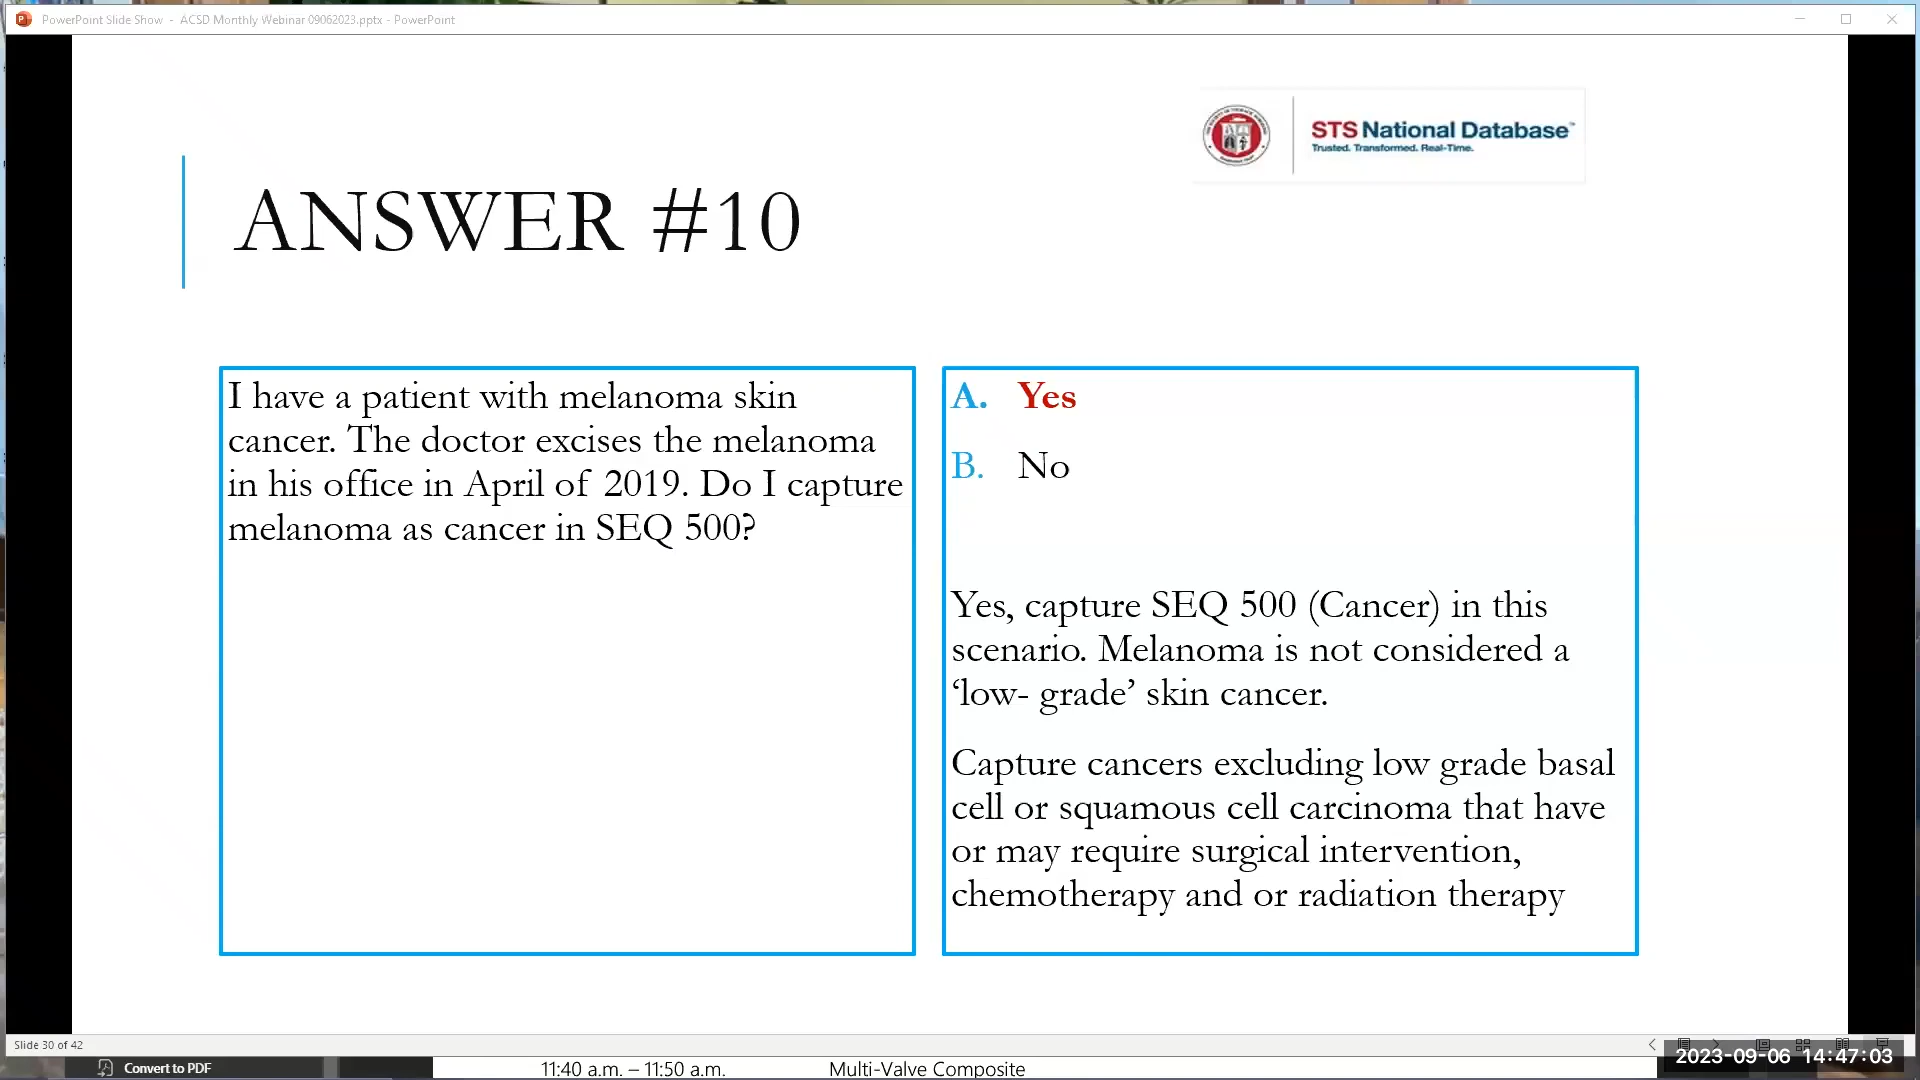 PowerPoint Slide Show - ACSD Monthly Webinar 09062023.pptx - PowerPoint
STS National Database™
Trusted. Transformed. Real-Time.
ANSWER #10
I have a patient with melanoma skin
cancer. The doctor excises the melanoma
in his office in April of 2019. Do I capture
melanoma as cancer in SEQ 500?
A. Yes
B. No
Yes, capture SEQ 500 (Cancer) in this
scenario. Melanoma is not considered a
‘low- grade’ skin cancer.
Capture cancers excluding low grade basal
cell or squamous cell carcinoma that have
or may require surgical intervention,
chemotherapy and or radiation therapy
Slide 30 of 42
2023-09-06 14:47:03
Convert to PDF
11:40 a.m. – 11:50 a.m.
Multi-Valve Composite